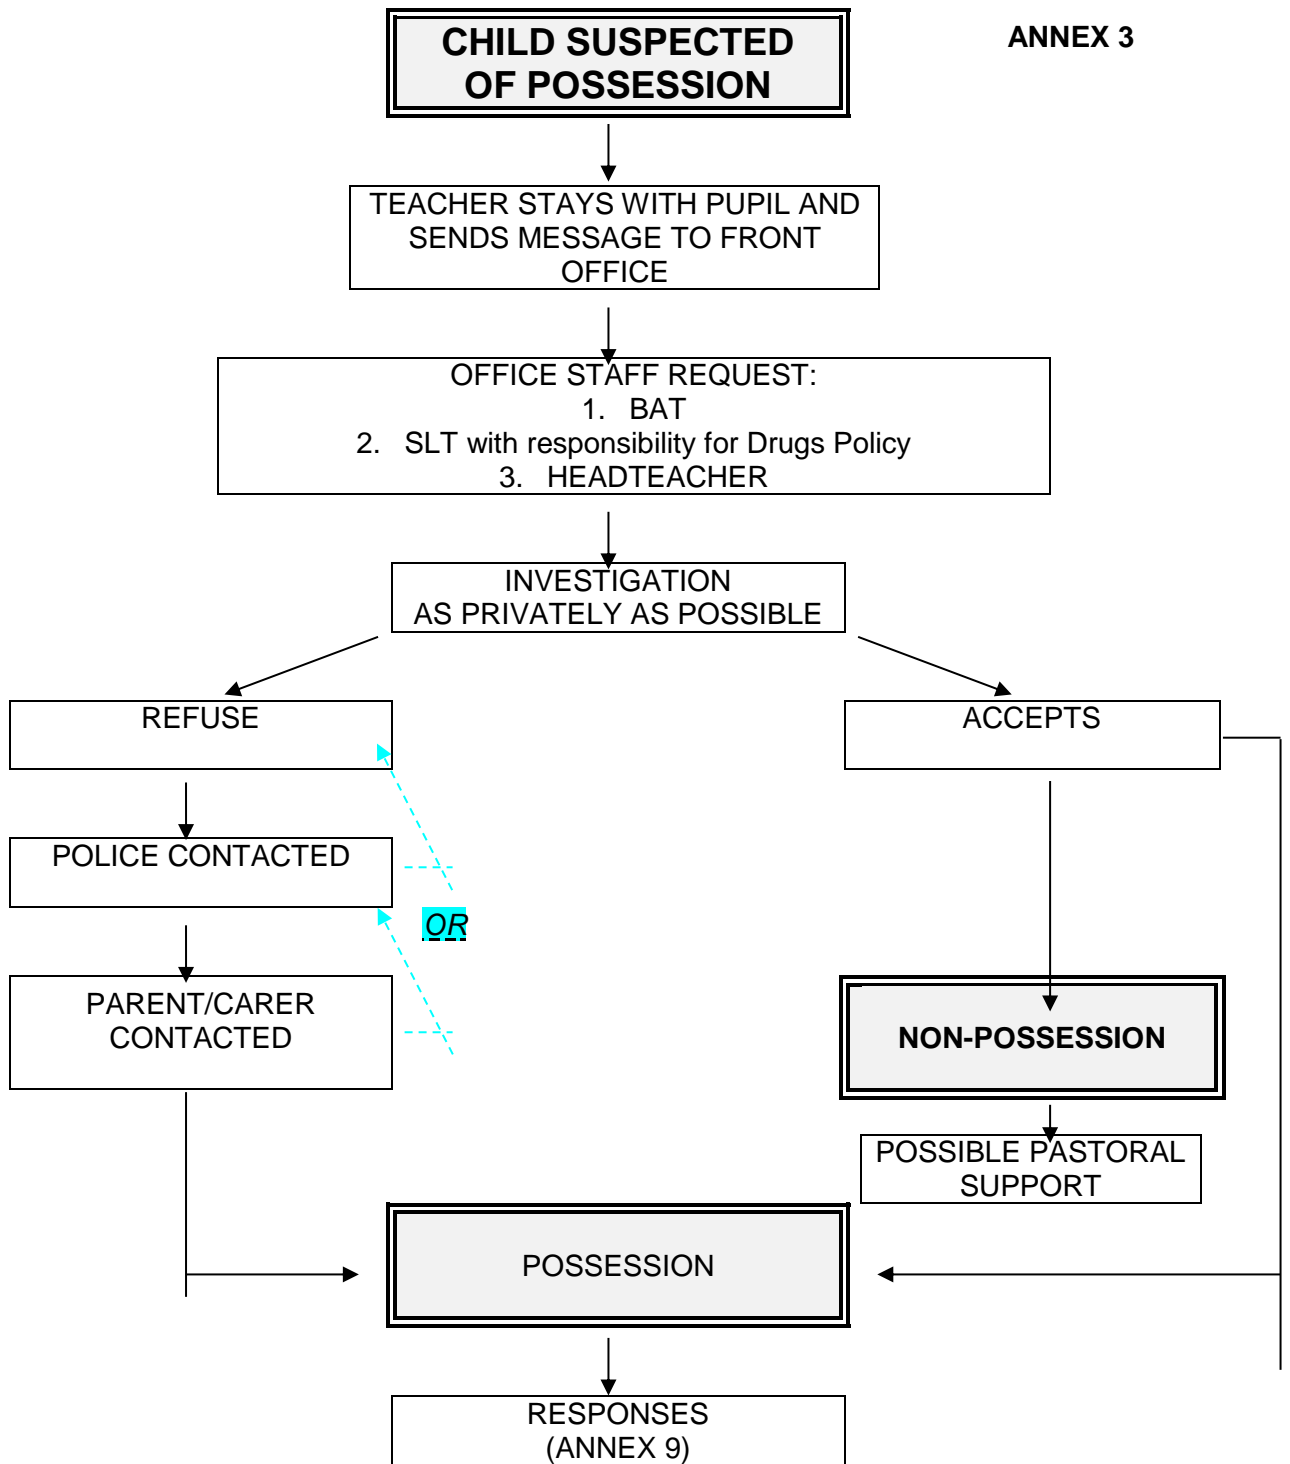 CHILD SUSPECTED
OF POSSESSION
ANNEX 3
TEACHER STAYS WITH PUPIL AND
SENDS MESSAGE TO FRONT
OFFICE
OFFICE STAFF REQUEST:
1. BAT
2. SLT with responsibility for Drugs Policy
3. HEADTEACHER
INVESTIGATION
AS PRIVATELY AS POSSIBLE
REFUSE
ACCEPTS
POLICE CONTACTED
OR
PARENT/CARER
CONTACTED
NON-POSSESSION
POSSIBLE PASTORAL
SUPPORT
POSSESSION
RESPONSES
(ANNEX 9)